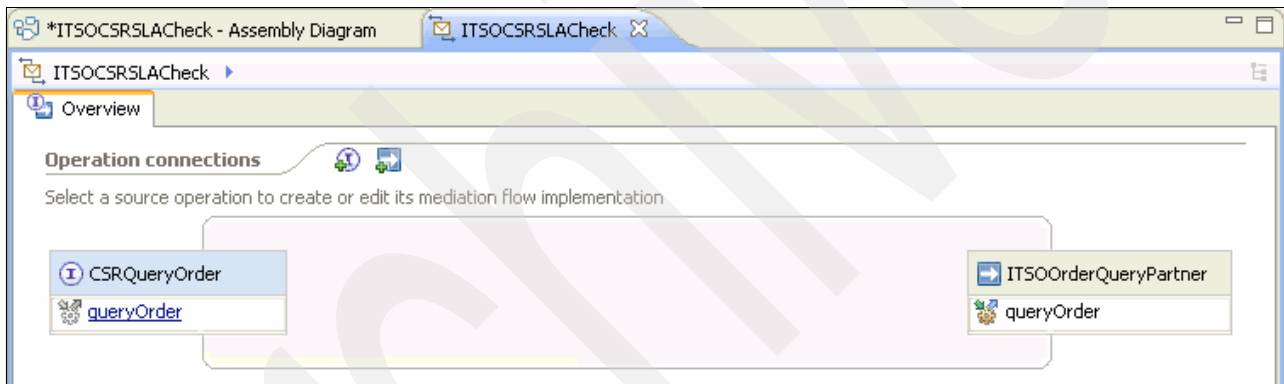 *ITSOCSRSLACheck - Assembly Diagram ITSOCSRSLACheck
ITSOCSRSLACheck
Overview
Operation connections
Select a source operation to create or edit its mediation flow implementation
CSRQueryOrder ITSOOrderQueryPartner
queryOrder queryOrder